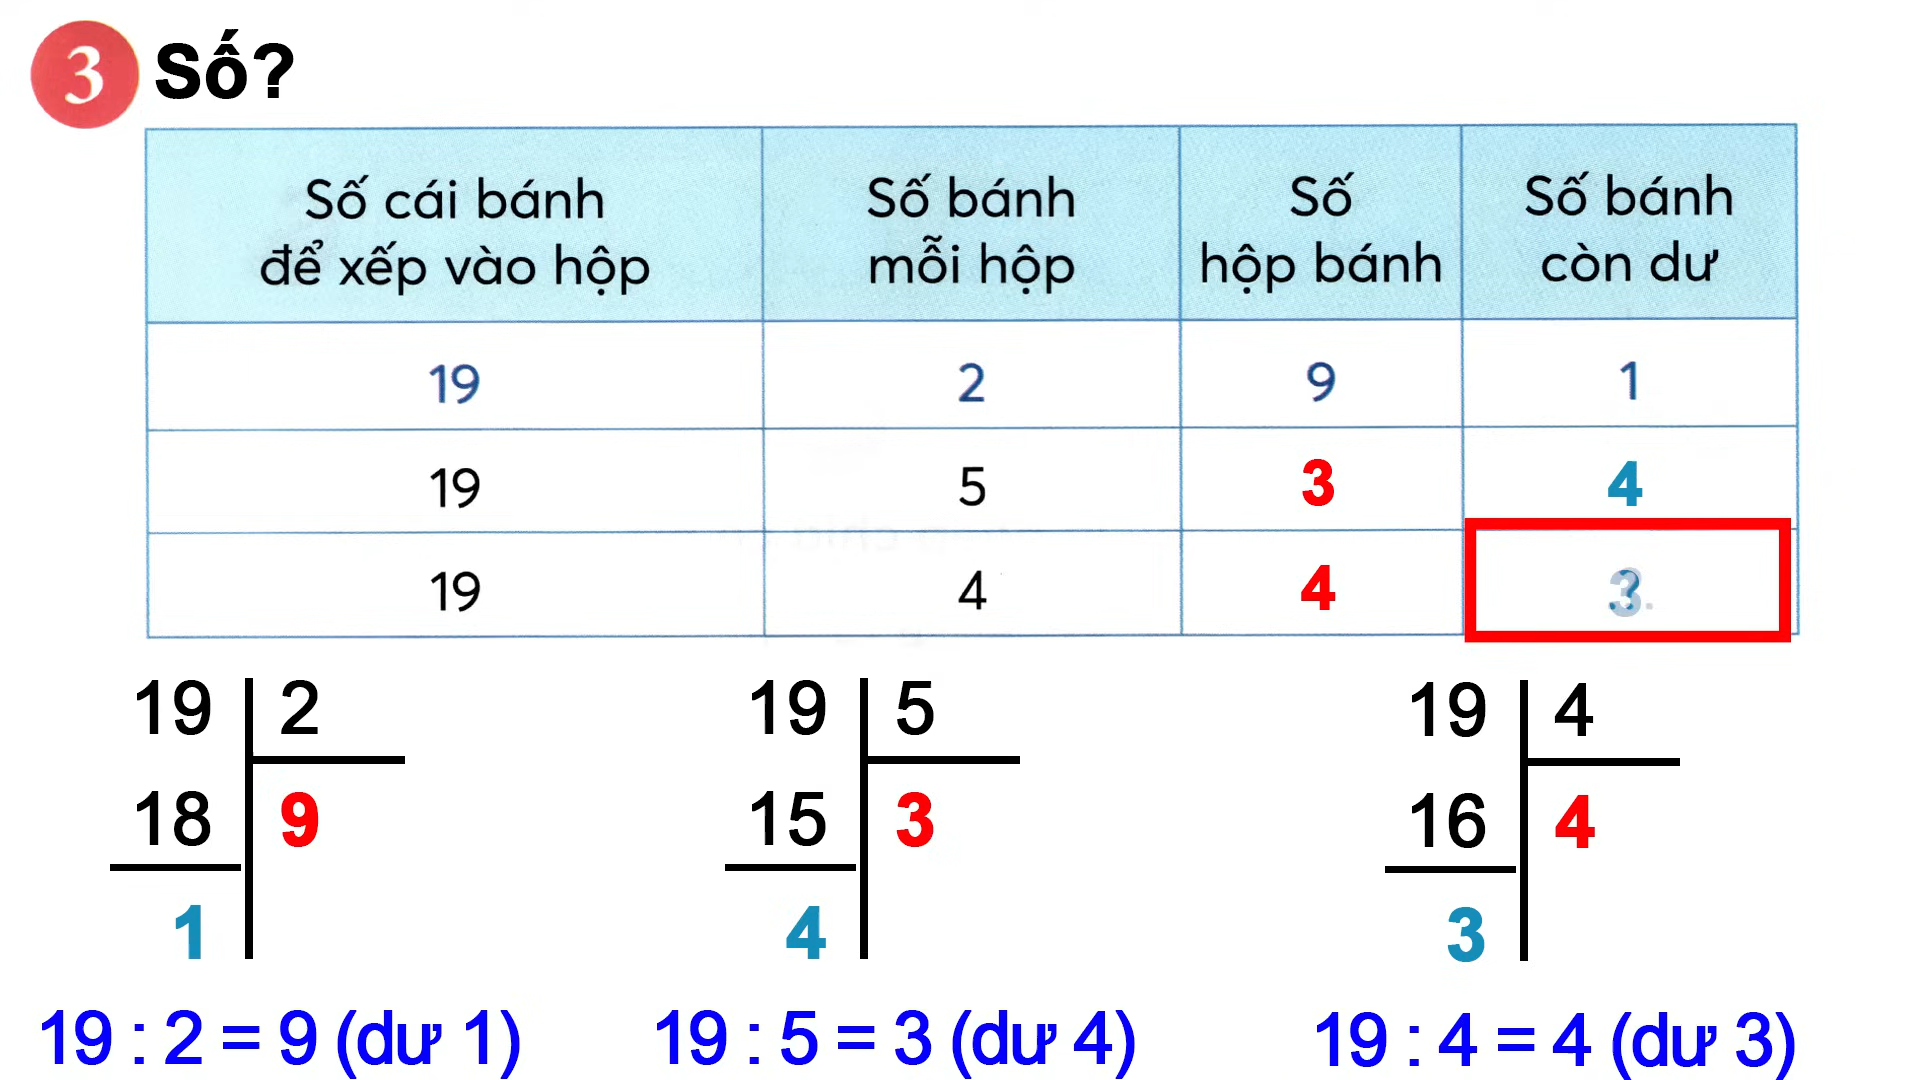 3 Số?
Số cái bánh
để xếp vào hộp
Số bánh
mỗi hộp
Số
hộp bánh
Số bánh
còn dư
19 2 9 1
19 5 3 4
19 4 4 3
19 2
18 9
1
19 5
15 3
4
19 4
16 4
3
19 : 2 = 9 (dư 1)
19 : 5 = 3 (dư 4)
19 : 4 = 4 (dư 3)